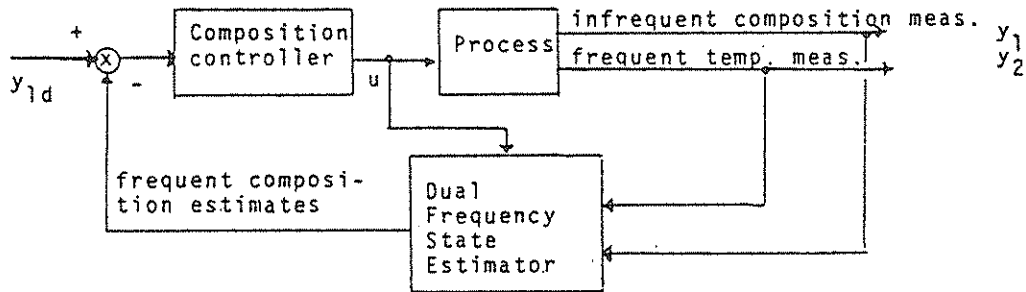 infrequent composition meas.
y1
+
Composition
controller
Process
frequent temp. meas.
y2
x
-
u
y1d
frequent composi-
tion estimates
Dual
Frequency
State
Estimator